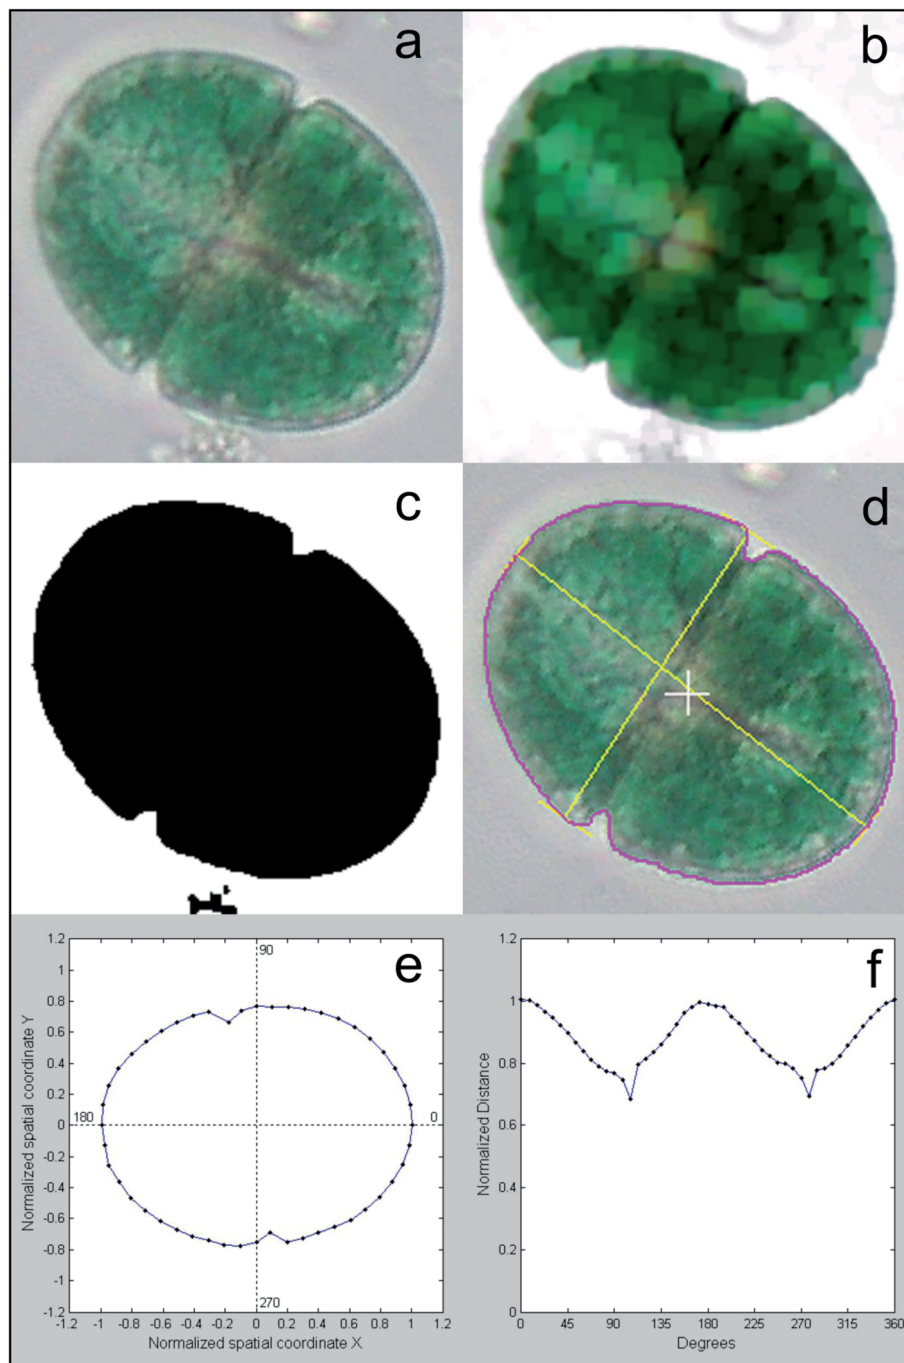 a
b
c
d
e
1.2
1
0.8
0.6
0.4
0.2
0
-0.2
-0.4
-0.6
-0.8
-1
-1.2
90
180
0
270
-1.2 -1 -0.8 -0.6 -0.4 -0.2 0 0.2 0.4 0.6 0.8 1 1.2
Normalized spatial coordinate Y
Normalized spatial coordinate X
f
1.2
1
0.8
0.6
0.4
0.2
0
0 45 90 135 180 225 270 315 360
Normalized Distance
Degrees